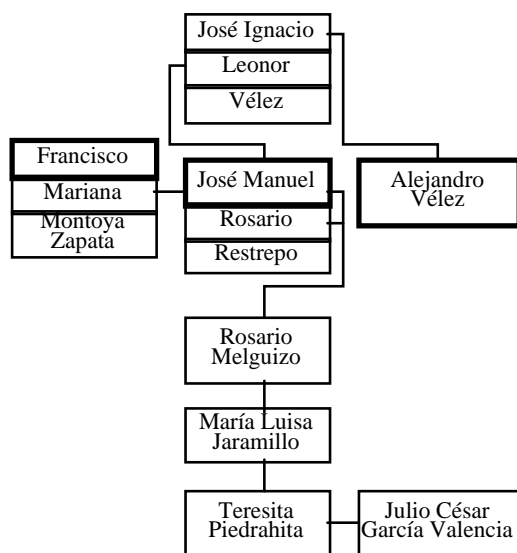 José Ignacio
Leonor
Vélez
Francisco
Mariana
Montoya
Zapata
José Manuel
Rosario
Restrepo
Alejandro
Vélez
Rosario
Melguizo
María Luisa
Jaramillo
Teresita
Piedrahita
Julio César
García Valencia